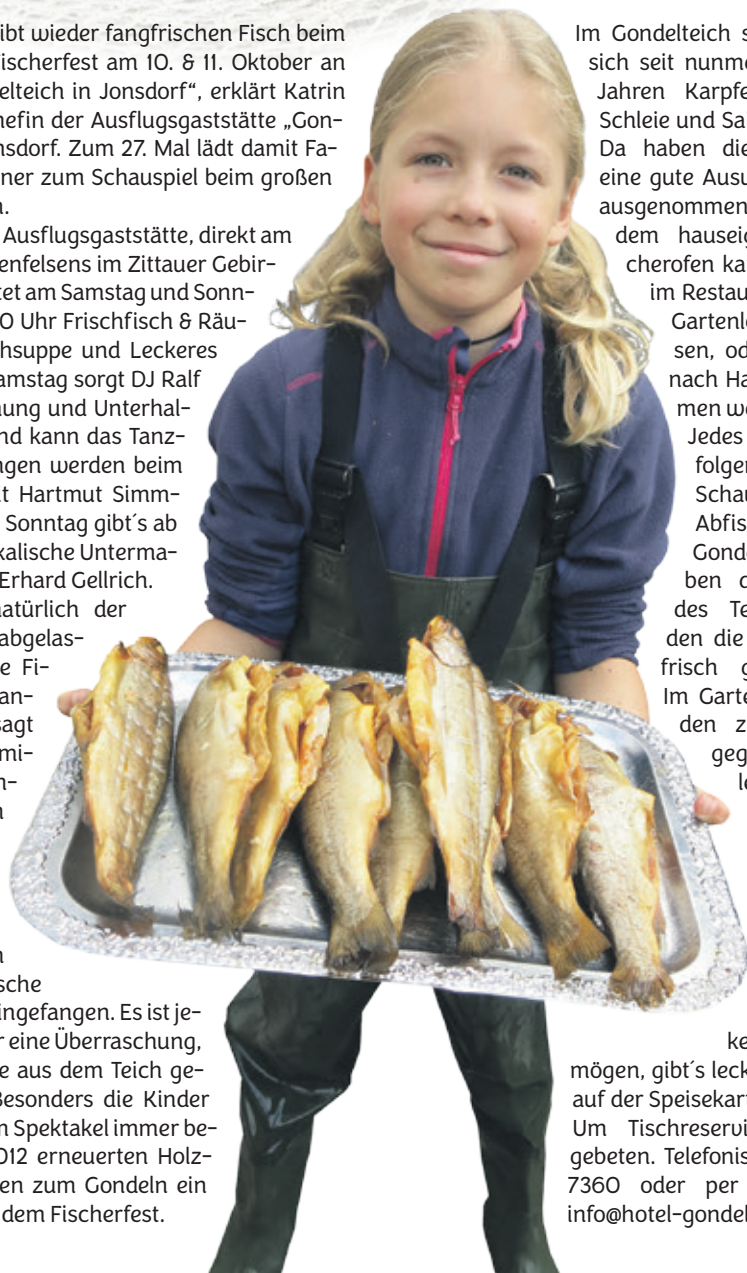 ibt wieder fangfrischen Fisch beim
Fischerfest am 10. & 11. Oktober an
elteich in Jonsdorf“, erklärt Katrin
hefin der Ausflugsgaststätte „Gon-
nsdorf. Zum 27. Mal lädt damit Fa-
ner zum Schauspiel beim großen
n.
Ausflugsgaststätte, direkt am
enfelsens im Zittauer Gebir-
tet am Samstag und Sonn-
0 Uhr Frischfisch & Räu-
hsuppe und Leckeres
amstag sorgt DJ Ralf
nung und Unterhal-
nd kann das Tanz-
ngen werden beim
t Hartmut Simm-
Sonntag gibt´s ab
kalische Unterma-
Erhard Gellrich.
natürlich der
abgelas-
e Fi-
an-
sagt
mi-
n-
n
n
sche
ingefangen. Es ist je-
r eine Überraschung,
e aus dem Teich ge-
Besonders die Kinder
m Spektakel immer be-
012 erneuerten Holz-
en zum Gondeln ein
dem Fischerfest.
Im Gondelteich s
sich seit nunme
Jahren Karpfe
Schleie und Sa
Da haben die
eine gute Ausu
ausgenommen
dem hauseig
cherofen ka
im Restau
Gartenlo
sen, od
nach Ha
men we
Jedes
folger
Schau
Abfis
Gonde
ben d
des Te
den die
frisch g
Im Garte
den z
geg
le
ke
mögen, gibt´s leck
auf der Speisekart
Um Tischreservi
gebeten. Telefonis
7360 oder per
info@hotel-gondel